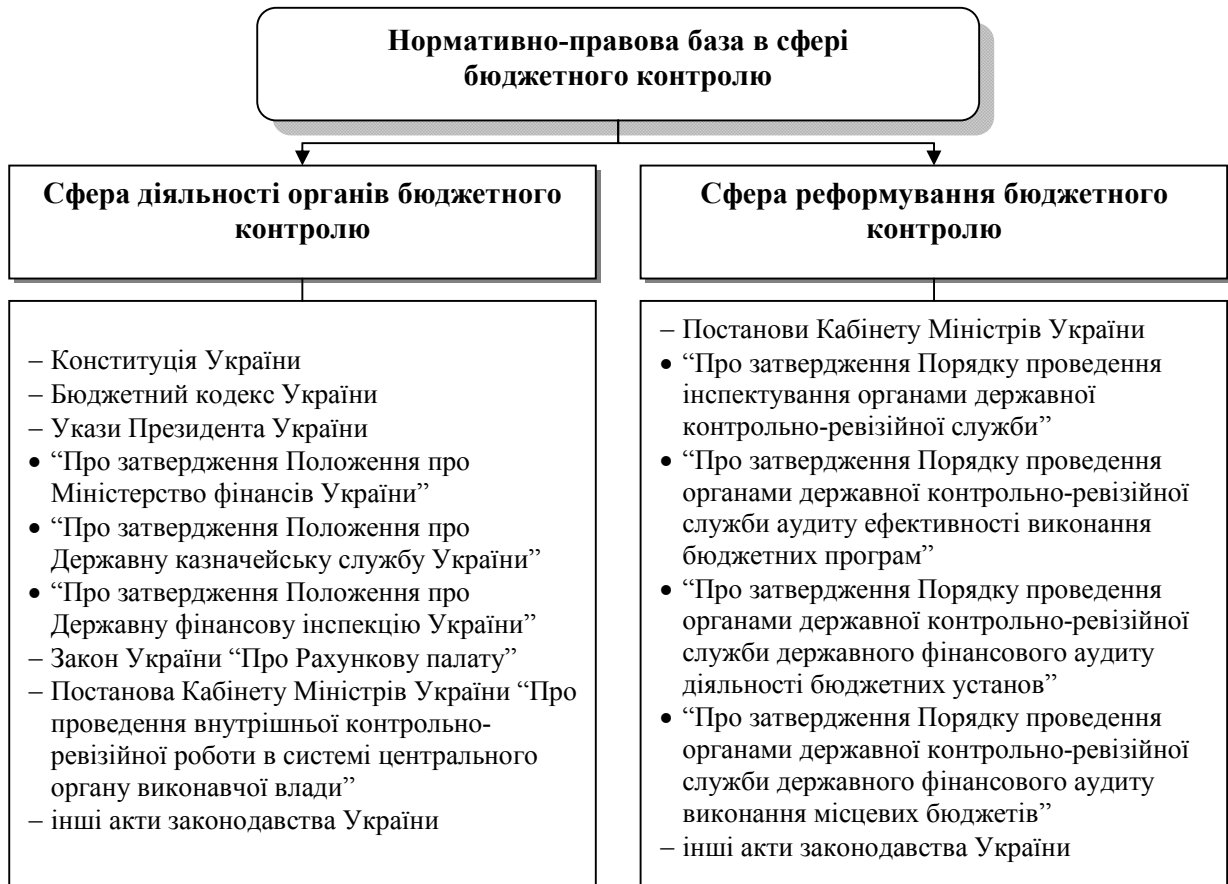 Нормативно-правова база в сфері
бюджетного контролю
Сфера діяльності органів бюджетного
контролю
– Конституція України
– Бюджетний кодекс України
– Укази Президента України
• “Про затвердження Положення про
Міністерство фінансів України”
• “Про затвердження Положення про
Державну казначейську службу України”
• “Про затвердження Положення про
Державну фінансову інспекцію України”
– Закон України “Про Рахункову палату”
– Постанова Кабінету Міністрів України “Про
проведення внутрішньої контрольно-
ревізійної роботи в системі центрального
органу виконавчої влади”
– інші акти законодавства України
Сфера реформування бюджетного
контролю
– Постанови Кабінету Міністрів України
• “Про затвердження Порядку проведення
інспектування органами державної
контрольно-ревізійної служби”
• “Про затвердження Порядку проведення
органами державної контрольно-ревізійної
служби аудиту ефективності виконання
бюджетних програм”
• “Про затвердження Порядку проведення
органами державної контрольно-ревізійної
служби державного фінансового аудиту
діяльності бюджетних установ”
• “Про затвердження Порядку проведення
органами державної контрольно-ревізійної
служби державного фінансового аудиту
виконання місцевих бюджетів”
– інші акти законодавства України